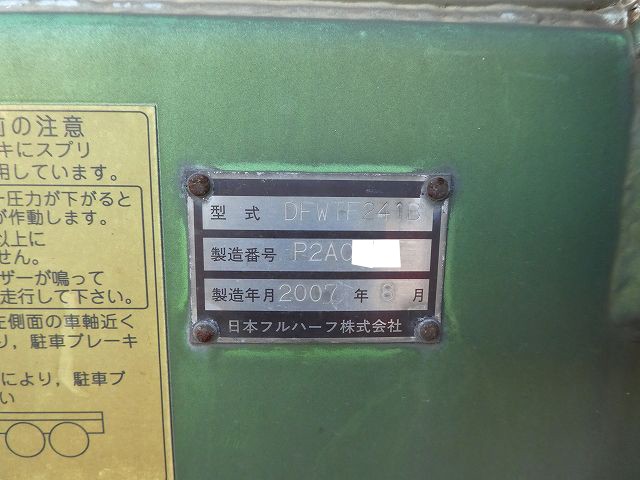 の注意
キにスプリ
用しています。
圧力が下がると
が作動します。
以上に
せん。
ザーが鳴って
走行して下さい。
左側面の車軸近く
り，駐車ブレーキ
により，駐車ブ
い
型式 DFWTF241B
製造番号 P2A0
製造年月 2007 年 8 月
日本フルハーフ株式会社